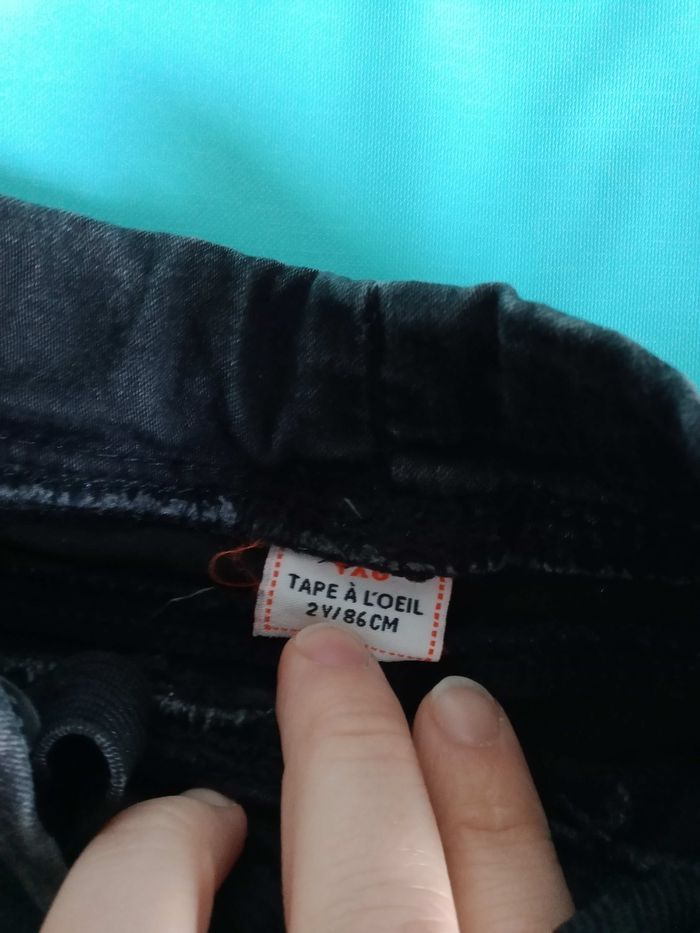 TAPE À L'OEIL
2Y/86CM